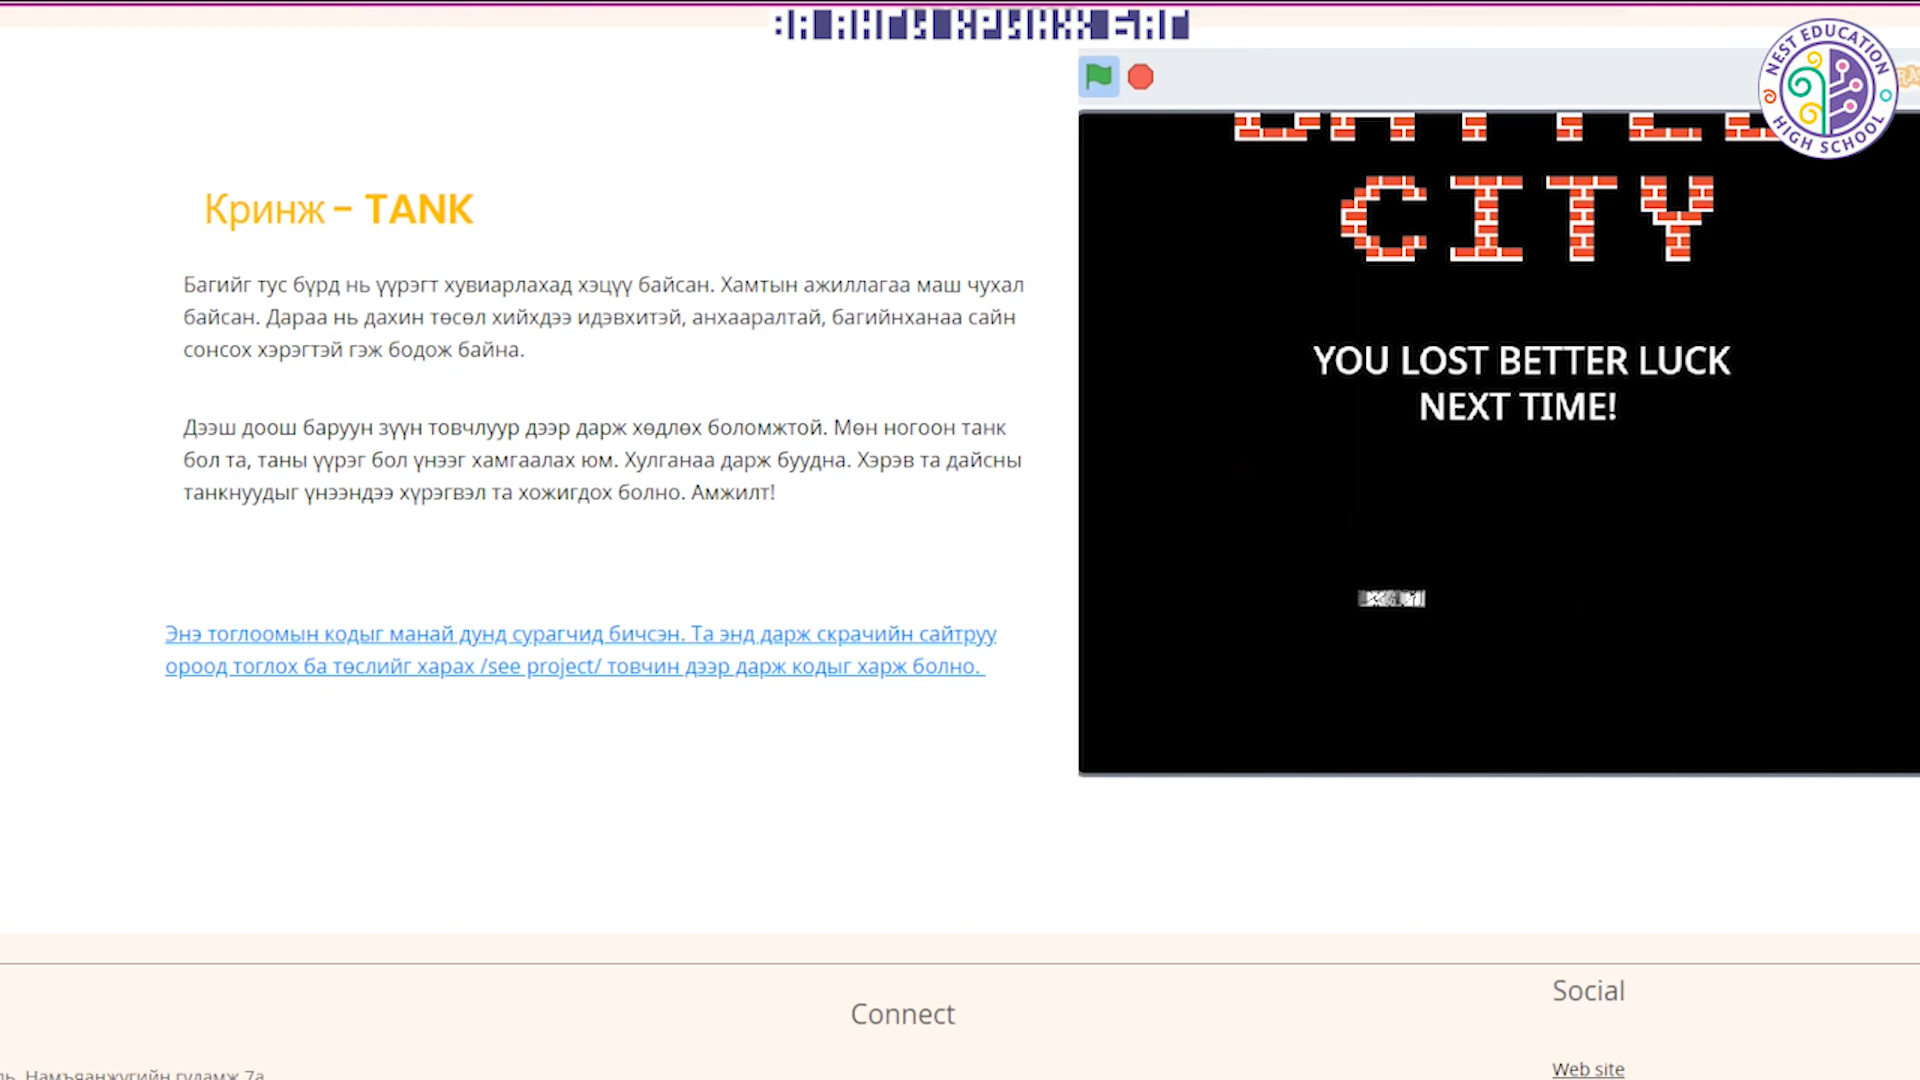 NEST EDUCATION
HIGH SCHOOL
Кринж - TANK
Багийг тус бүрд нь үүрэгт хувиарлахад хэцүү байсан. Хамтын ажиллагаа маш чухал
байсан. Дараа нь дахин төсөл хийхдээ идэвхитэй, анхааралтай, багийнханаа сайн
сонсох хэрэгтэй гэж бодож байна.
Дээш доош баруун зүүн товчлуур дээр дарж хөдлөх боломжтой. Мөн ногоон танк
бол та, таны үүрэг бол үнээг хамгаалах юм. Хулганаа дарж буудна. Хэрэв та дайсны
танкнуудыг үнээндээ хүрэгвэл та хожигдох болно. Амжилт!
Энэ тоглоомын кодыг манай дунд сурагчид бичсэн. Та энд дарж скрачийн сайтруу
ороод тоглох ба төслийг харах /see project/ товчин дээр дарж кодыг харж болно.
CITY
YOU LOST BETTER LUCK
NEXT TIME!
Connect
Social
Web site
Намъяанжугийн гудамж 7а